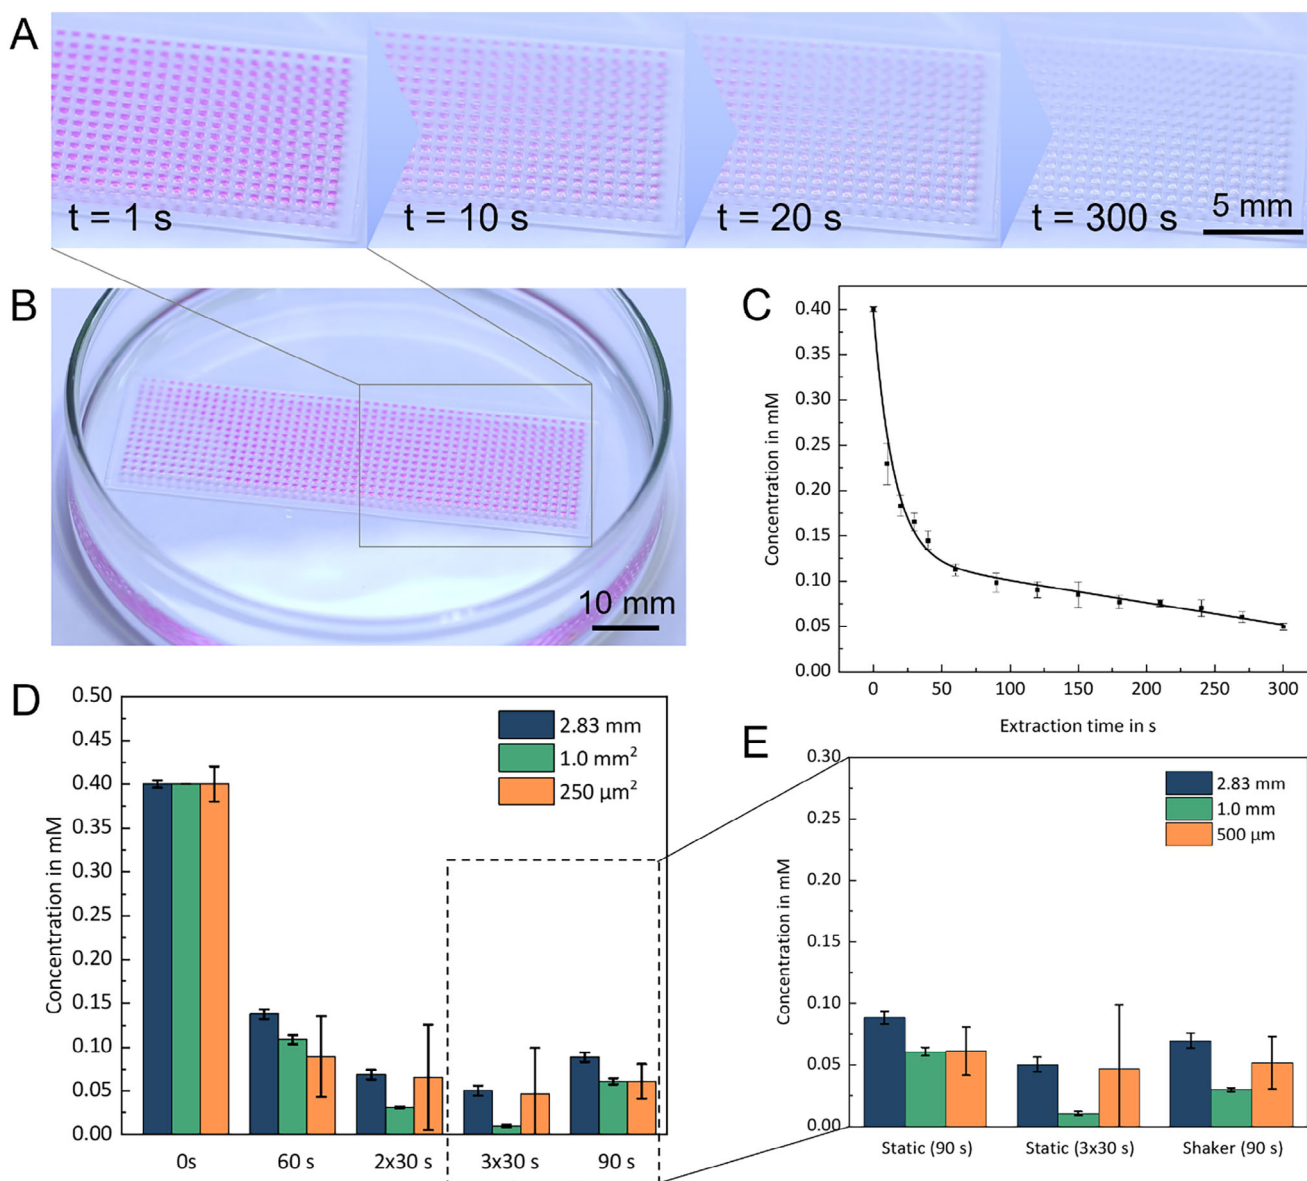 A
t = 1 s
t = 10 s
t = 20 s
t = 300 s
5 mm
B
10 mm
C
Concentration in mM
0.40
0.35
0.30
0.25
0.20
0.15
0.10
0.05
0.00
0
50
100
150
200
250
300
Extraction time in s
D
Concentration in mM
0.50
0.45
0.40
0.35
0.30
0.25
0.20
0.15
0.10
0.05
0.00
2.83 mm
1.0 mm²
250 µm²
0s
60 s
2x30 s
3x30 s
90 s
E
Concentration in mM
0.30
0.25
0.20
0.15
0.10
0.05
0.00
2.83 mm
1.0 mm
500 µm
Static (90 s)
Static (3x30 s)
Shaker (90 s)